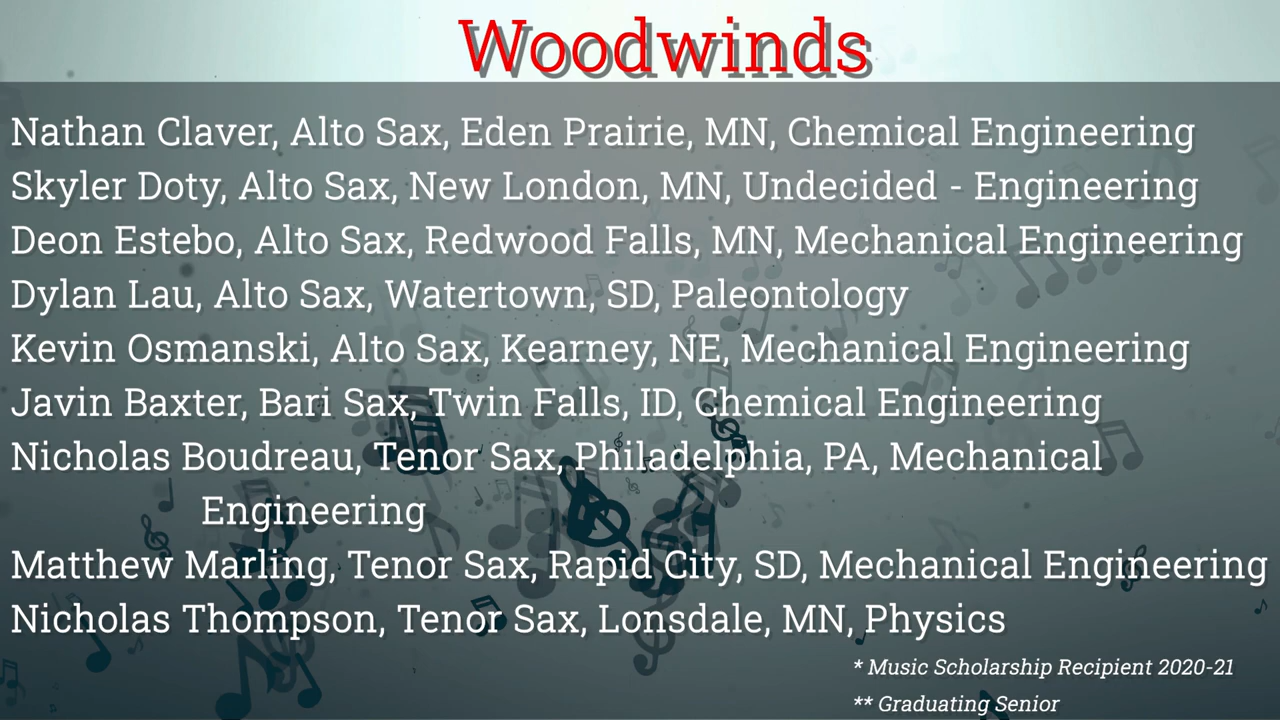 Woodwinds
Nathan Claver, Alto Sax, Eden Prairie, MN, Chemical Engineering
Skyler Doty, Alto Sax, New London, MN, Undecided - Engineering
Deon Estebo, Alto Sax, Redwood Falls, MN, Mechanical Engineering
Dylan Lau, Alto Sax, Watertown, SD, Paleontology
Kevin Osmanski, Alto Sax, Kearney, NE, Mechanical Engineering
Javin Baxter, Bari Sax, Twin Falls, ID, Chemical Engineering
Nicholas Boudreau, Tenor Sax, Philadelphia, PA, Mechanical
Engineering
Matthew Marling, Tenor Sax, Rapid City, SD, Mechanical Engineering
Nicholas Thompson, Tenor Sax, Lonsdale, MN, Physics
* Music Scholarship Recipient 2020-21
** Graduating Senior